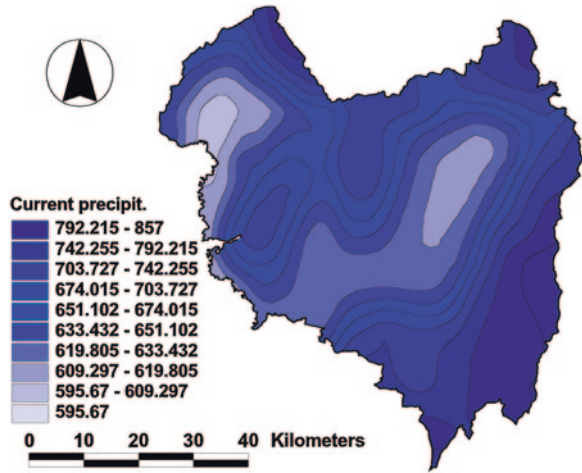 Current precipit.
792.215 - 857
742.255 - 792.215
703.727 - 742.255
674.015 - 703.727
651.102 - 674.015
633.432 - 651.102
619.805 - 633.432
609.297 - 619.805
595.67 - 609.297
595.67
0 10 20 30 40 Kilometers